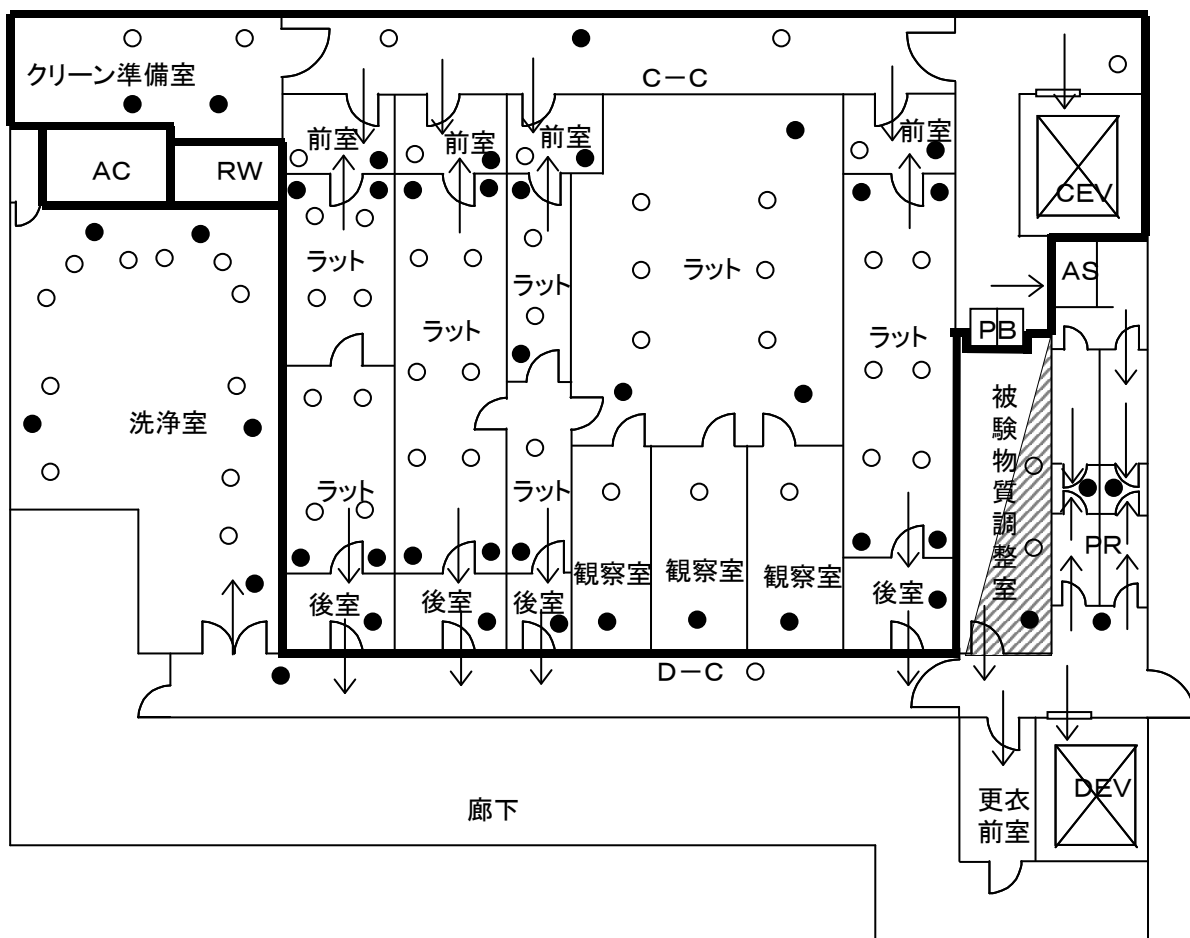 クリーン準備室
C-C
前室
前室
前室
前室
AC
RW
CEV
ラット
ラット
ラット
ラット
ラット
AS
PB
洗浄室
被験物質調整室
ラット
ラット
PR
観察室
観察室
観察室
後室
後室
後室
後室
D-C
DEV
更衣
前室
廊下